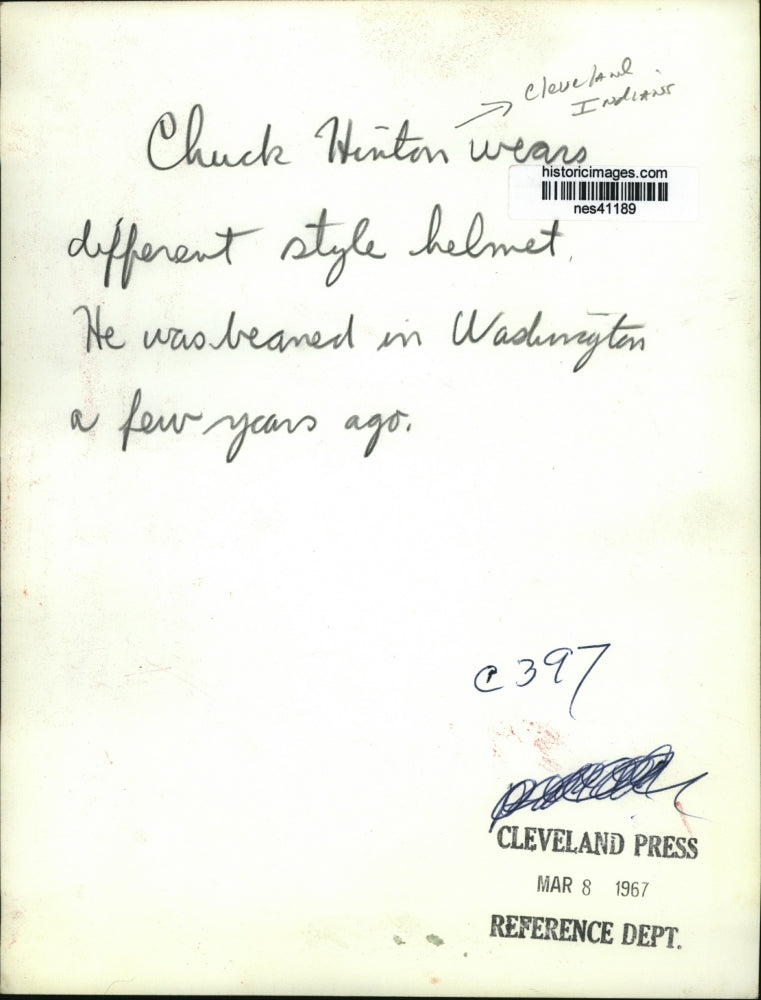 Cleveland
Indians
Chuck Hinton wears
historicimages.com
nes41189
different style helmet.
He was beaned in Washington
a few years ago.
c397
CLEVELAND PRESS
MAR 8 1967
REFERENCE DEPT.